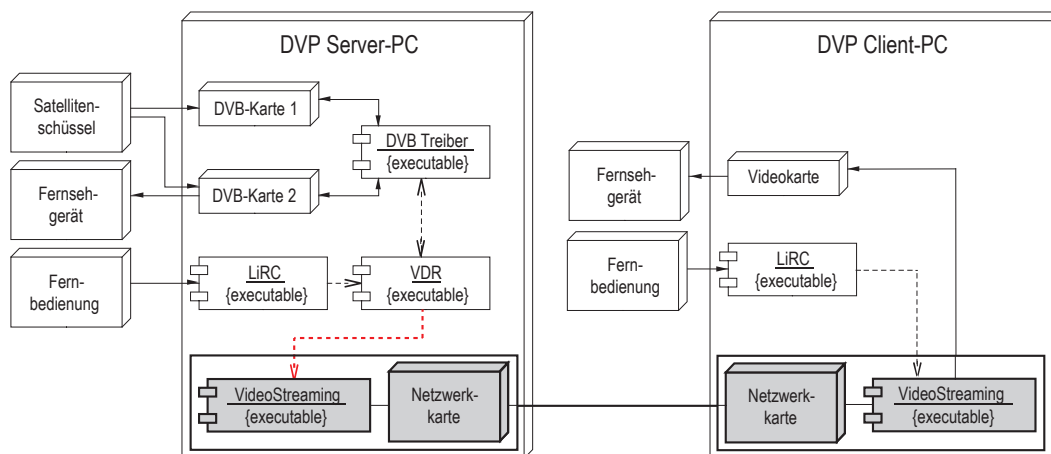 DVP Server-PC
DVP Client-PC
Satelliten-
schüssel
DVB-Karte 1
DVB Treiber
{executable}
Fernseh-
gerät
DVB-Karte 2
Fern-
bedienung
LiRC
{executable}
VDR
{executable}
VideoStreaming
{executable}
Netzwerk-
karte
Fernseh-
gerät
Videokarte
Fern-
bedienung
LiRC
{executable}
Netzwerk-
karte
VideoStreaming
{executable}